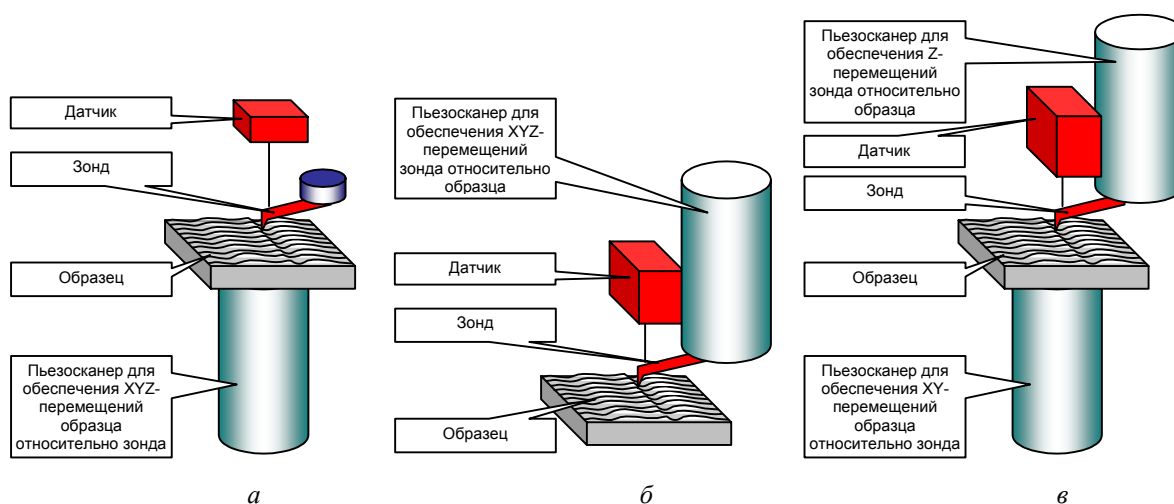 Датчик
Зонд
Образец
Пьезосканер для
обеспечения XYZ-
перемещений
образца
относительно зонда
а
Пьезосканер для
обеспечения XYZ-
перемещений
зонда относительно
образца
Датчик
Зонд
Образец
б
Пьезосканер для
обеспечения Z-
перемещений
зонда относительно
образца
Датчик
Зонд
Образец
Пьезосканер для
обеспечения XY-
перемещений
образца
относительно зонда
в